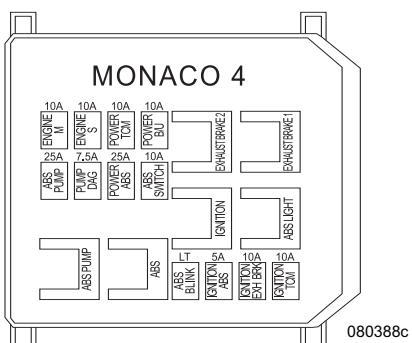 MONACO 4
10A 10A 10A 10A
ENGINE M
ENGINE S
POWER TCM
POWER B/U
EXHAUST BRAKE 2
EXHAUST BRAKE 1
25A 7.5A 25A 10A
ABS PUMP
PUMP DAG
POWER ABS
ABS SWITCH
IGNITION
ABS LIGHT
ABS PUMP
ABS
LT 5A 10A 10A
ABS BLINK
IGNITION ABS
IGNITION EXH BRK
IGNITION TCM
080388c